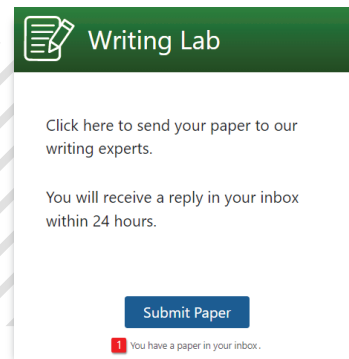 Writing Lab
Click here to send your paper to our
writing experts.
You will receive a reply in your inbox
within 24 hours.
Submit Paper
1 You have a paper in your inbox.